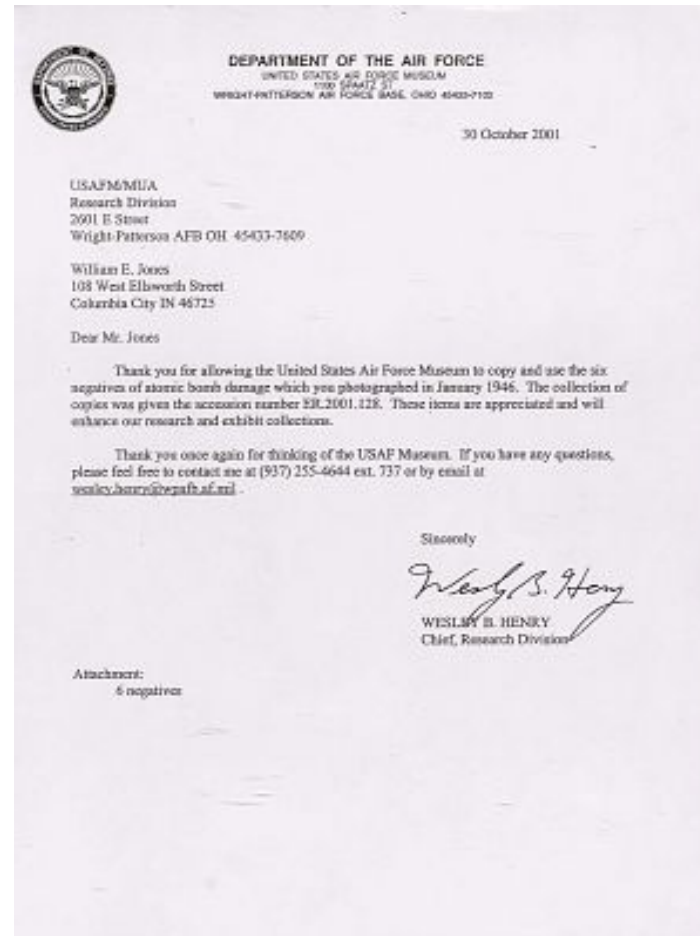 DEPARTMENT OF THE AIR FORCE
UNITED STATES AIR FORCE MUSEUM
1100 SPAATZ ST
WRIGHT-PATTERSON AIR FORCE BASE, OHIO 45433-7102
30 October 2001
USAFM/MUA
Research Division
2601 E Street
Wright-Patterson AFB OH 45433-7609
William E. Jones
108 West Ellsworth Street
Columbia City IN 46725
Dear Mr. Jones
Thank you for allowing the United States Air Force Museum to copy and use the six
negatives of atomic bomb damage which you photographed in January 1946. The collection of
copies was given the accession number ER.2001.128. These items are appreciated and will
enhance our research and exhibit collections.
Thank you once again for thinking of the USAF Museum. If you have any questions,
please feel free to contact me at (937) 255-4644 ext. 737 or by email at
wesley.henry@wpafb.af.mil .
Sincerely
Wesley B. Henry
WESLEY B. HENRY
Chief, Research Division
Attachment:
6 negatives